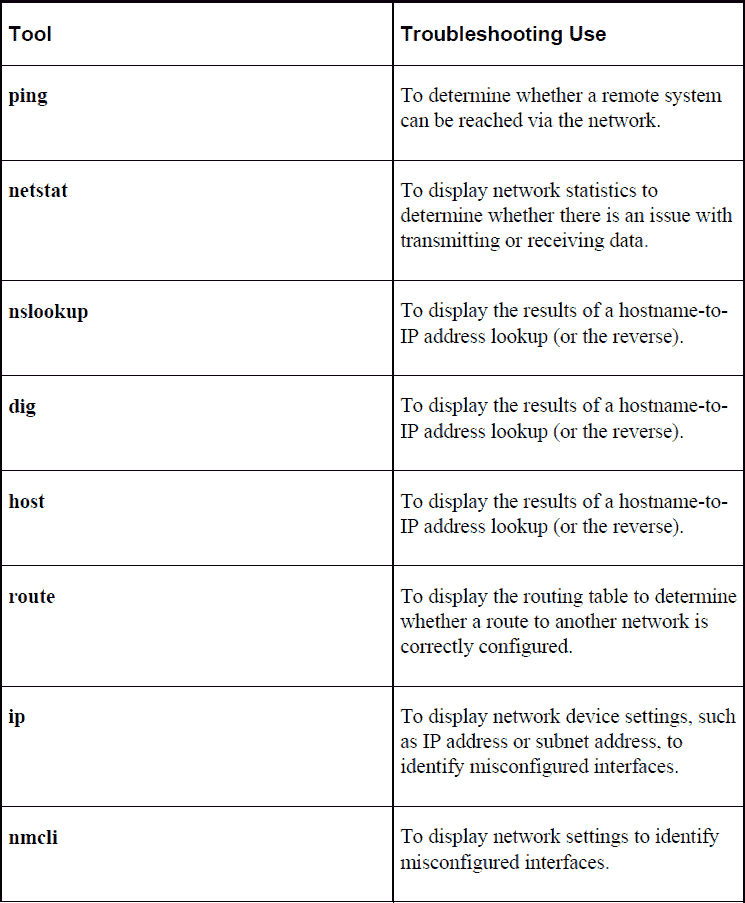 Tool
Troubleshooting Use
ping
To determine whether a remote system
can be reached via the network.
netstat
To display network statistics to
determine whether there is an issue with
transmitting or receiving data.
nslookup
To display the results of a hostname-to-
IP address lookup (or the reverse).
dig
To display the results of a hostname-to-
IP address lookup (or the reverse).
host
To display the results of a hostname-to-
IP address lookup (or the reverse).
route
To display the routing table to determine
whether a route to another network is
correctly configured.
ip
To display network device settings, such
as IP address or subnet address, to
identify misconfigured interfaces.
nmcli
To display network settings to identify
misconfigured interfaces.